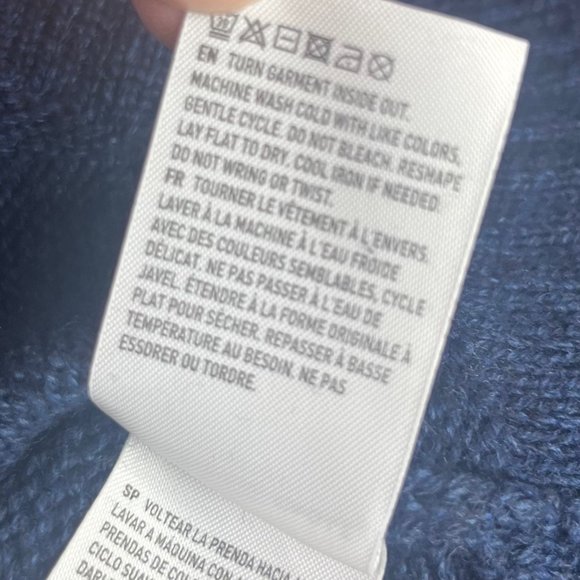 EN TURN GARMENT INSIDE OUT.
MACHINE WASH COLD WITH LIKE COLORS,
GENTLE CYCLE. DO NOT BLEACH. RESHAPE
LAY FLAT TO DRY. COOL IRON IF NEEDED.
DO NOT WRING OR TWIST.
FR TOURNER LE VÊTEMENT À L'ENVERS.
LAVER À LA MACHINE À L'EAU FROIDE
AVEC DES COULEURS SEMBLABLES, CYCLE
DÉLICAT. NE PAS PASSER À L'EAU DE
JAVEL. ÉTENDRE À LA FORME ORIGINALE À
PLAT POUR SÉCHER. REPASSER À BASSE
TEMPÉRATURE AU BESOIN. NE PAS
ESSORER OU TORDRE.
SP VOLTEAR LA PRENDA HACIA
LAVAR A MÁQUINA CON
PRENDAS DE
CICLO